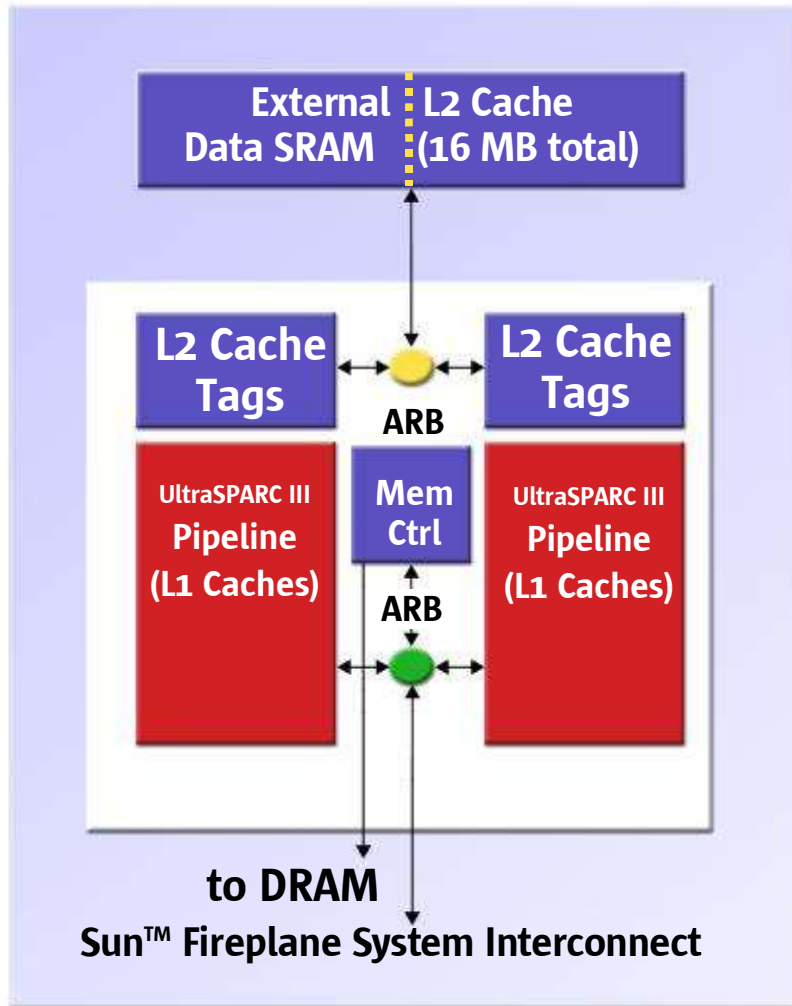 External L2 Cache
Data SRAM (16 MB total)
L2 Cache
Tags
L2 Cache
Tags
ARB
UltraSPARC III
Pipeline
(L1 Caches)
Mem
Ctrl
UltraSPARC III
Pipeline
(L1 Caches)
ARB
to DRAM
Sun™ Fireplane System Interconnect